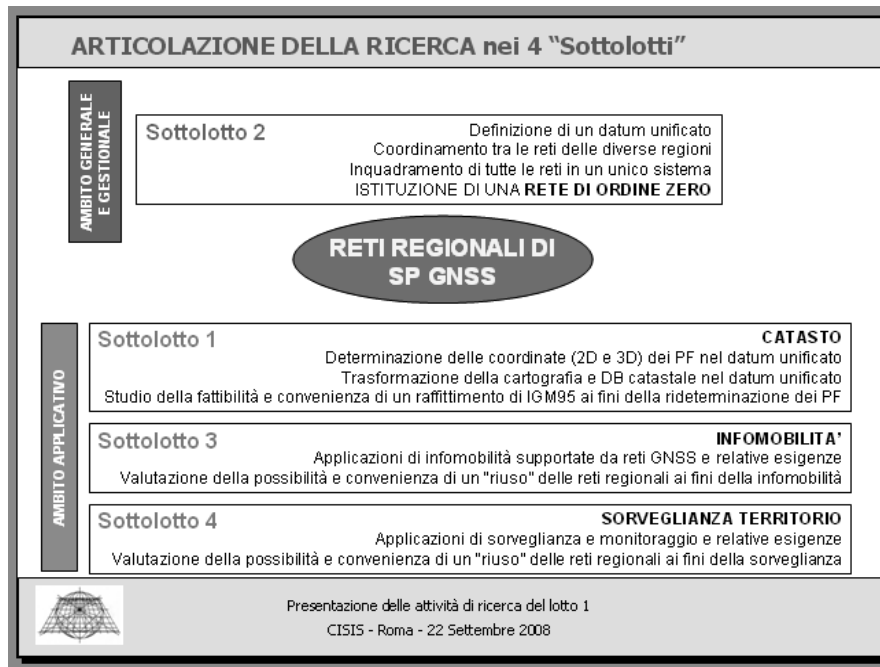 ARTICOLAZIONE DELLA RICERCA nei 4 “Sottolotti”
AMBITO GENERALE
E GESTIONALE
Sottolotto 2
Definizione di un datum unificato
Coordinamento tra le reti delle diverse regioni
Inquadramento di tutte le reti in un unico sistema
ISTITUZIONE DI UNA RETE DI ORDINE ZERO
RETI REGIONALI DI
SP GNSS
AMBITO APPLICATIVO
Sottolotto 1
CATASTO
Determinazione delle coordinate (2D e 3D) dei PF nel datum unificato
Trasformazione della cartografia e DB catastale nel datum unificato
Studio della fattibilità e convenienza di un raffittimento di IGM95 ai fini della rideterminazione dei PF
Sottolotto 3
INFOMOBILITA’
Applicazioni di infomobilità supportate da reti GNSS e relative esigenze
Valutazione della possibilità e convenienza di un "riuso" delle reti regionali ai fini della infomobilità
Sottolotto 4
SORVEGLIANZA TERRITORIO
Applicazioni di sorveglianza e monitoraggio e relative esigenze
Valutazione della possibilità e convenienza di un "riuso" delle reti regionali ai fini della sorveglianza
Presentazione delle attività di ricerca del lotto 1
CISIS - Roma - 22 Settembre 2008